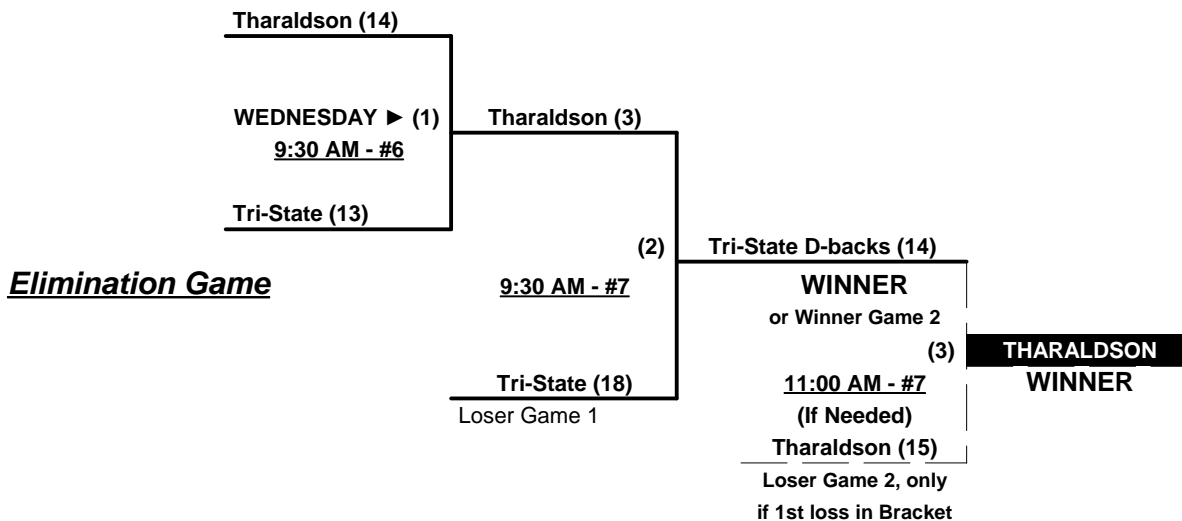 Tharaldson (14)
WEDNESDAY ► (1)
9:30 AM - #6
Tri-State (13)
Elimination Game
Tharaldson (3)
(2)
9:30 AM - #7
Tri-State (18)
Loser Game 1
Tri-State D-backs (14)
WINNER
or Winner Game 2
(3)
11:00 AM - #7
(If Needed)
Tharaldson (15)
Loser Game 2, only
if 1st loss in Bracket
THARALDSON
WINNER